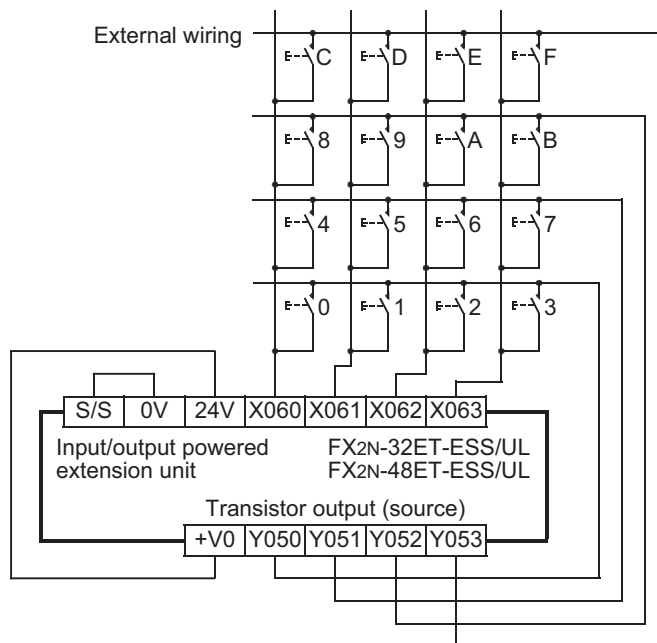 External wiring
C D E F
8 9 A B
4 5 6 7
0 1 2 3
S/S 0V 24V X060 X061 X062 X063
Input/output powered FX2N-32ET-ESS/UL
extension unit FX2N-48ET-ESS/UL
Transistor output (source)
+V0 Y050 Y051 Y052 Y053